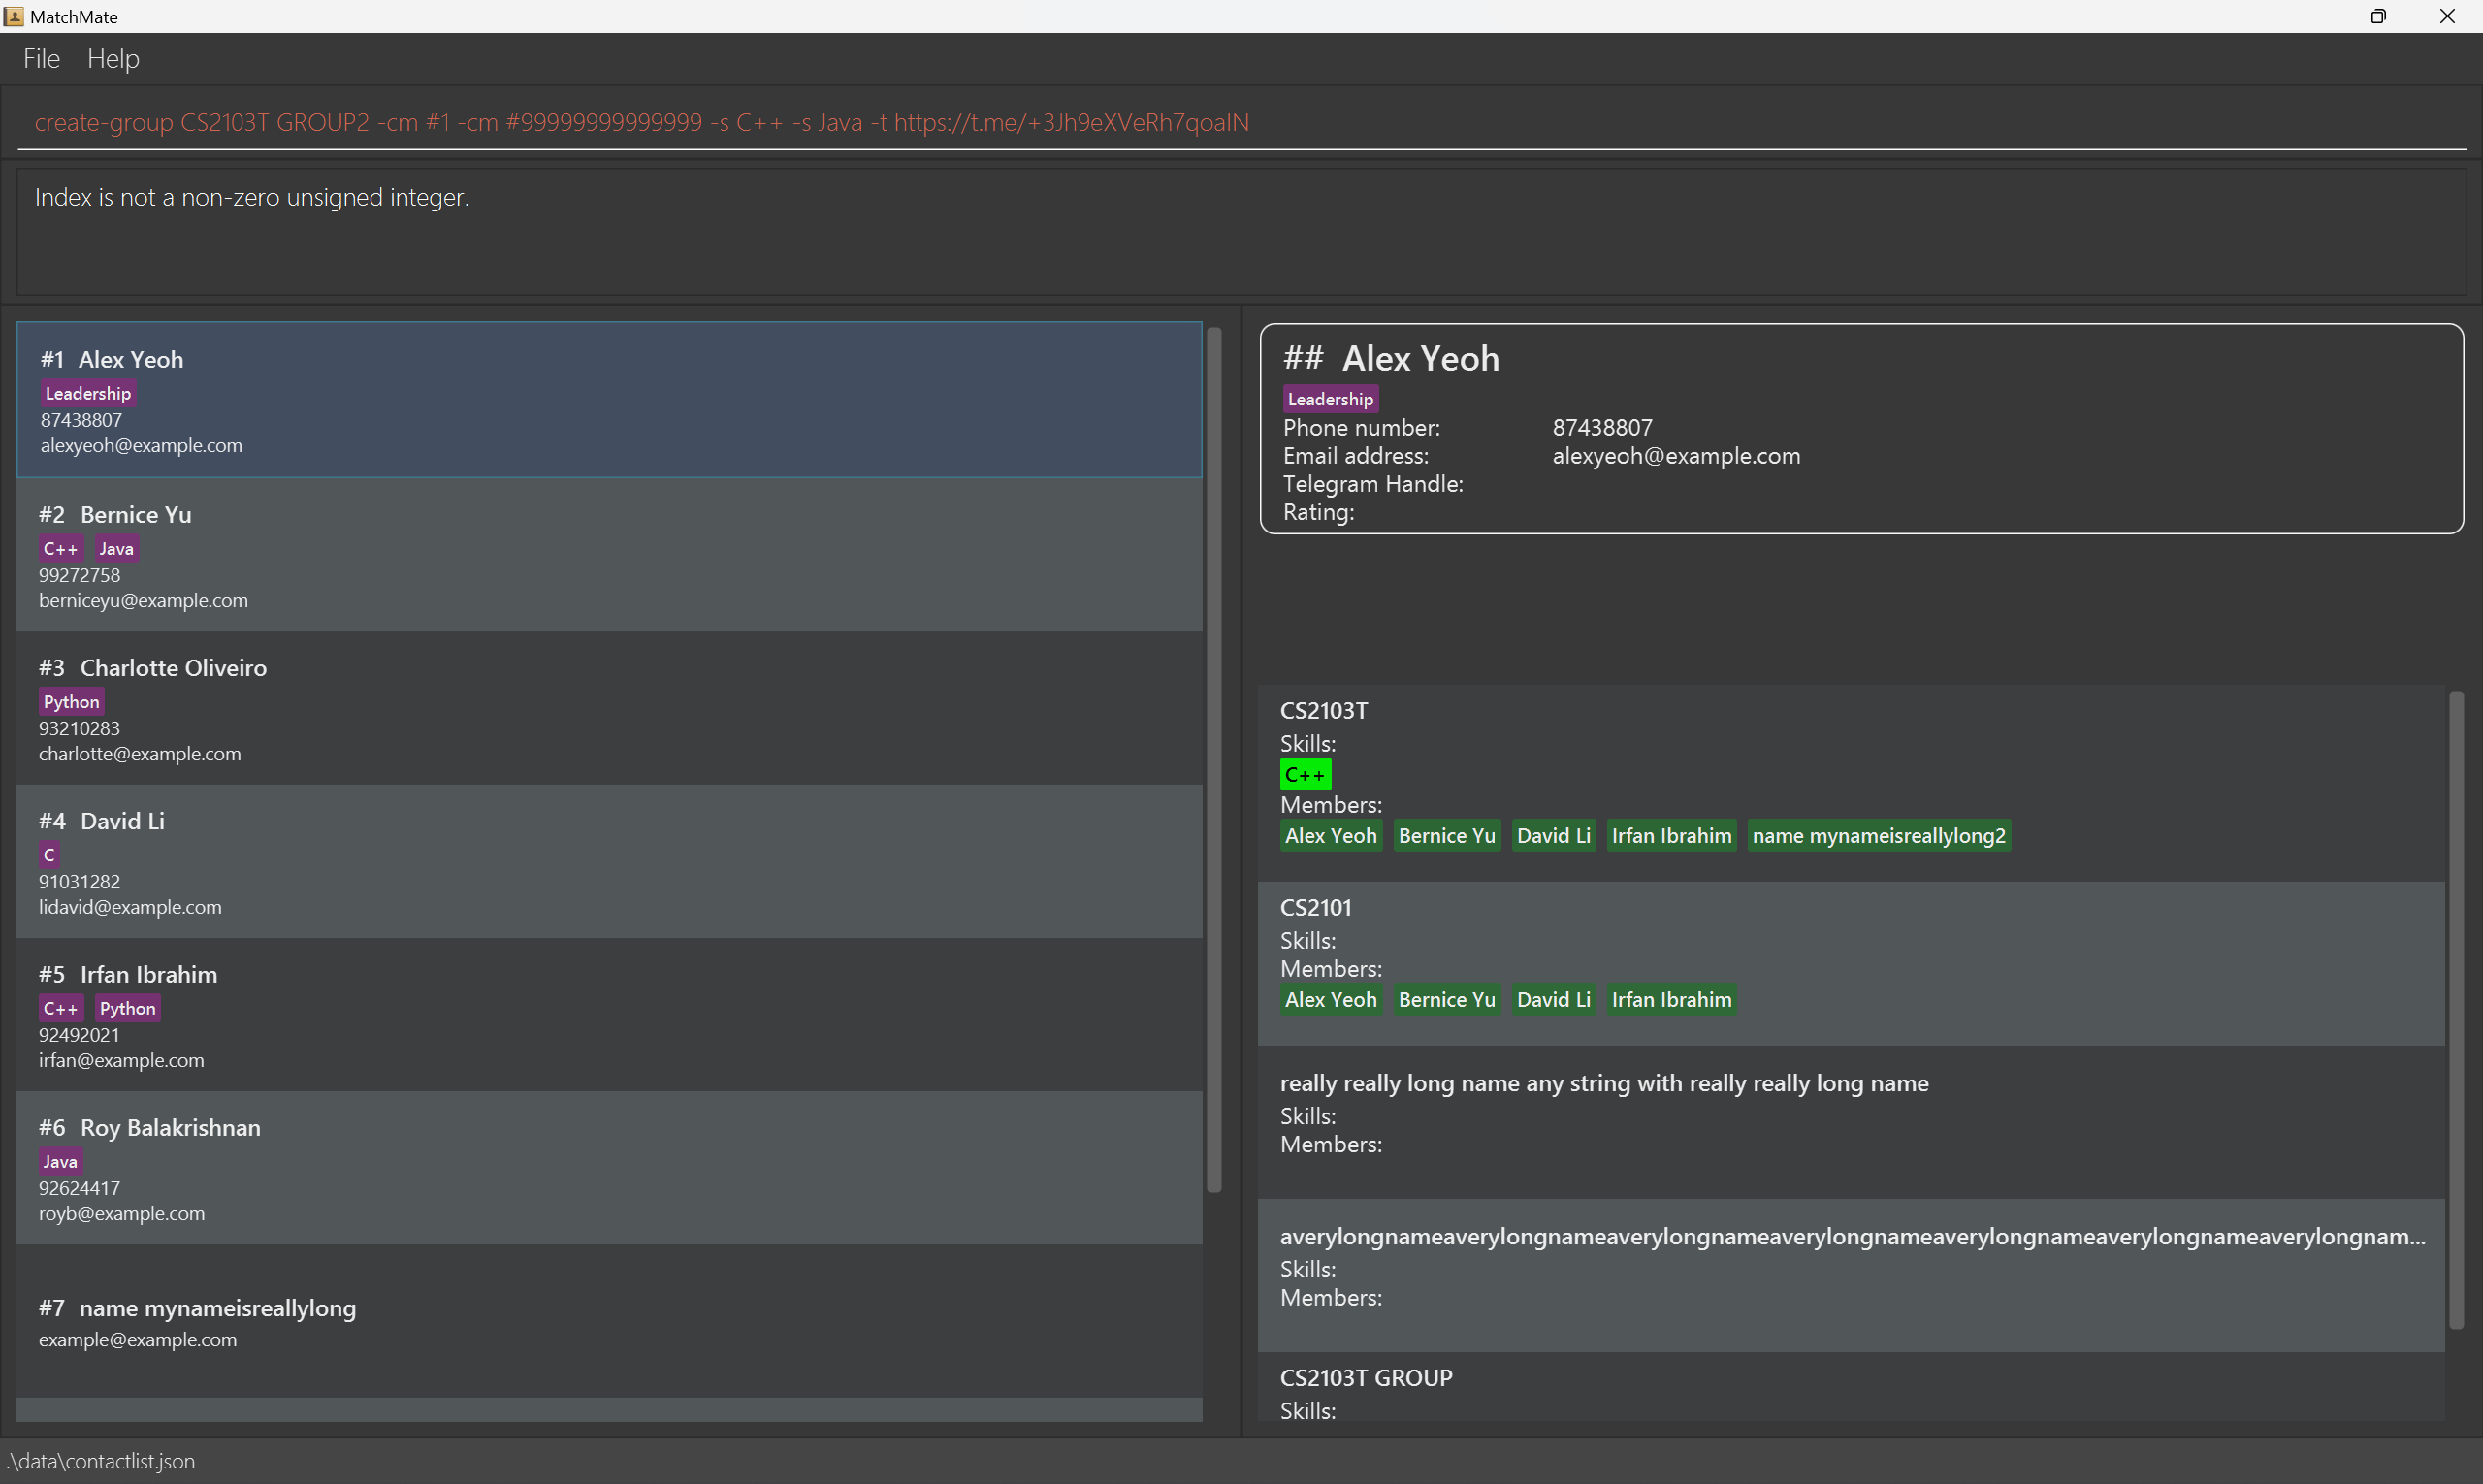 MatchMate
File Help
create-group CS2103T GROUP2 -cm #1 -cm #99999999999999 -s C++ -s Java -t https://t.me/+3Jh9eXVeRh7qoalN
Index is not a non-zero unsigned integer.
#1 Alex Yeoh
Leadership
87438807
alexyeoh@example.com
#2 Bernice Yu
C++ Java
99272758
berniceyu@example.com
#3 Charlotte Oliveiro
Python
93210283
charlotte@example.com
#4 David Li
C
91031282
lidavid@example.com
#5 Irfan Ibrahim
C++ Python
92492021
irfan@example.com
#6 Roy Balakrishnan
Java
92624417
royb@example.com
#7 name mynameisreallylong
example@example.com
## Alex Yeoh
Leadership
Phone number: 87438807
Email address: alexyeoh@example.com
Telegram Handle:
Rating:
CS2103T
Skills:
C++
Members:
Alex Yeoh Bernice Yu David Li Irfan Ibrahim name mynameisreallylong2
CS2101
Skills:
Members:
Alex Yeoh Bernice Yu David Li Irfan Ibrahim
really really long name any string with really really long name
Skills:
Members:
averylongnameaverylongnameaverylongnameaverylongnameaverylongnameaverylongnameaverylongnam...
Skills:
Members:
CS2103T GROUP
Skills:
.\data\contactlist.json